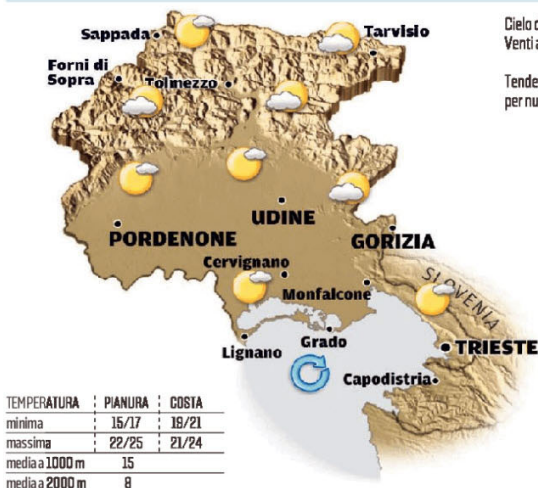 Sappada
Tarvisio
Cielo
Venti a
Forni di
Sopra
Tolmezzo
Tende
per nu
UDINE
PORDENONE
GORIZIA
Cervignano
SLOVENIA
Monfalcone
Grado
TRIESTE
Lignano
Capodistria
TEMPERATURA PIANURA COSTA
minima 15/17 19/21
massima 22/25 21/24
media a 1000 m 15
media a 2000 m 8